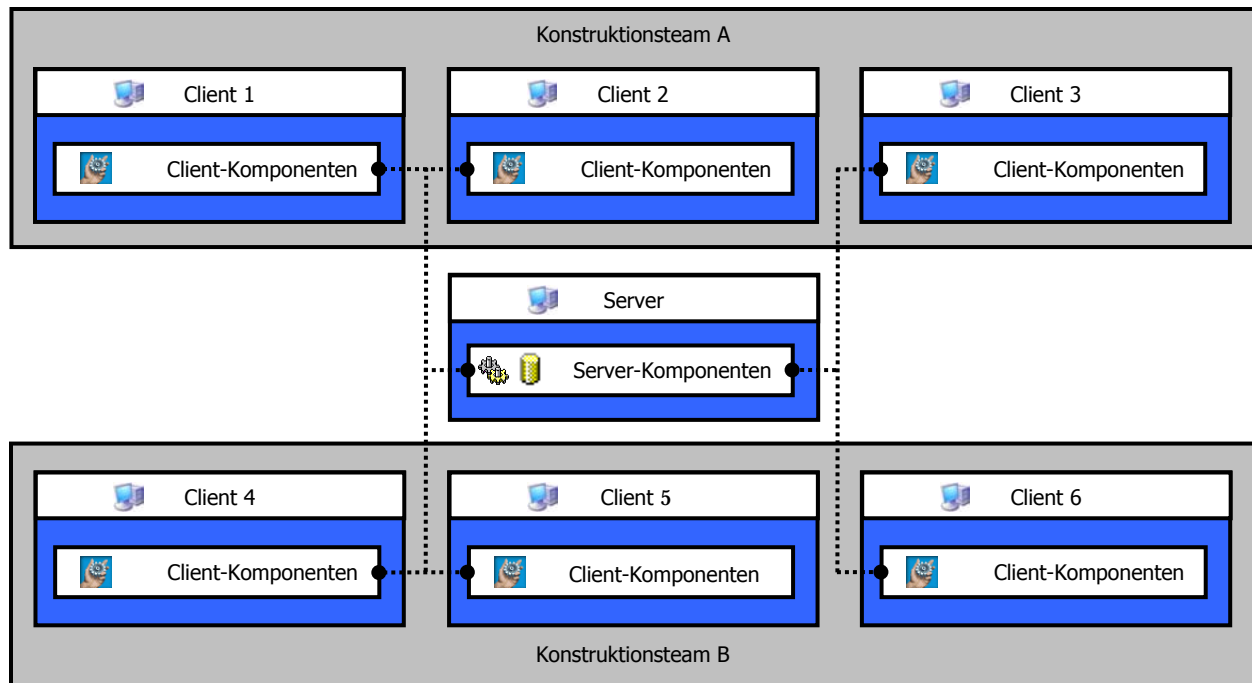 Konstruktionsteam A
Client 1
Client 2
Client 3
Client-Komponenten
Client-Komponenten
Client-Komponenten
Server
Server-Komponenten
Client 4
Client 5
Client 6
Client-Komponenten
Client-Komponenten
Client-Komponenten
Konstruktionsteam B